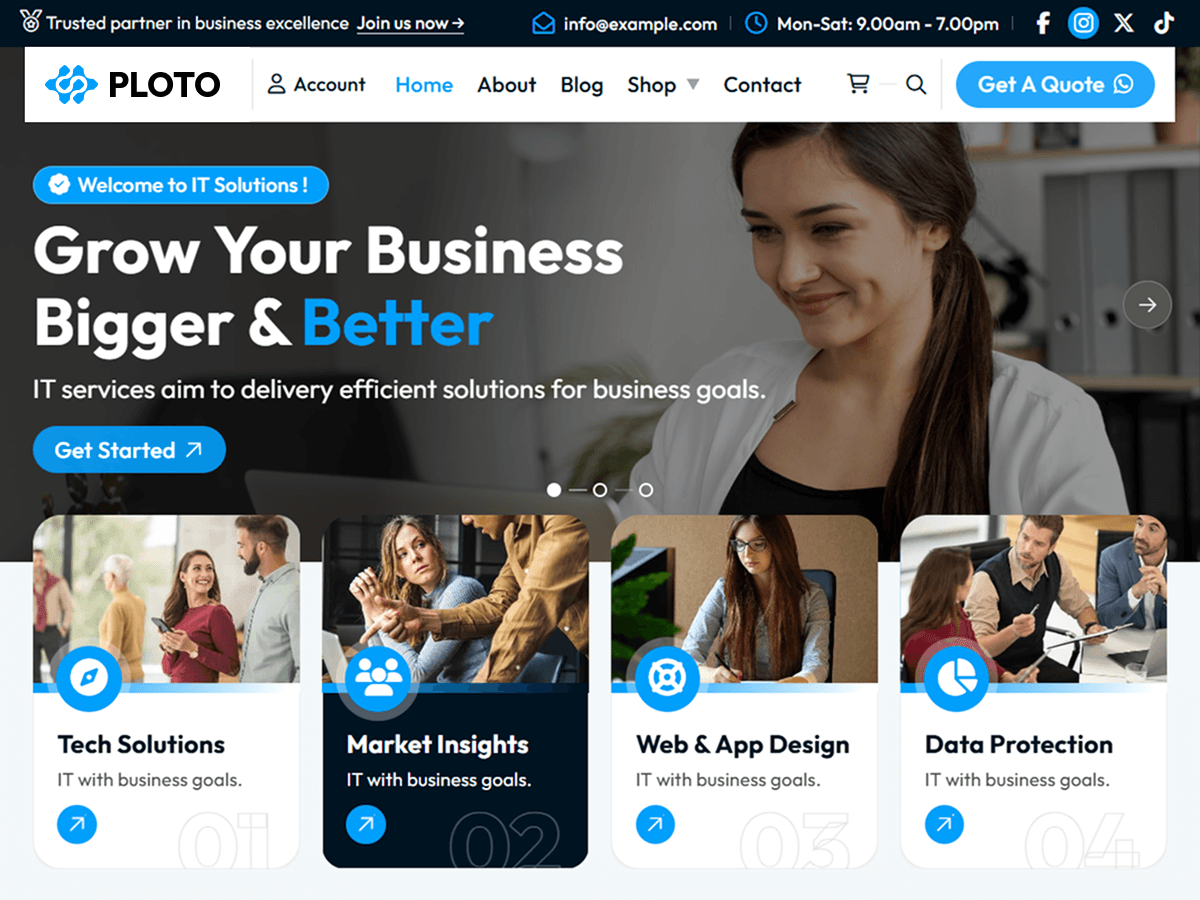 Trusted partner in business excellence Join us now
info@example.com
Mon-Sat: 9.00am - 7.00pm
PLOTO
Account Home About Blog Shop Contact
Get A Quote
Welcome to IT Solutions !
Grow Your Business
Bigger & Better
IT services aim to delivery efficient solutions for business goals.
Get Started
Tech Solutions
IT with business goals.
01
Market Insights
IT with business goals.
02
Web & App Design
IT with business goals.
03
Data Protection
IT with business goals.
04